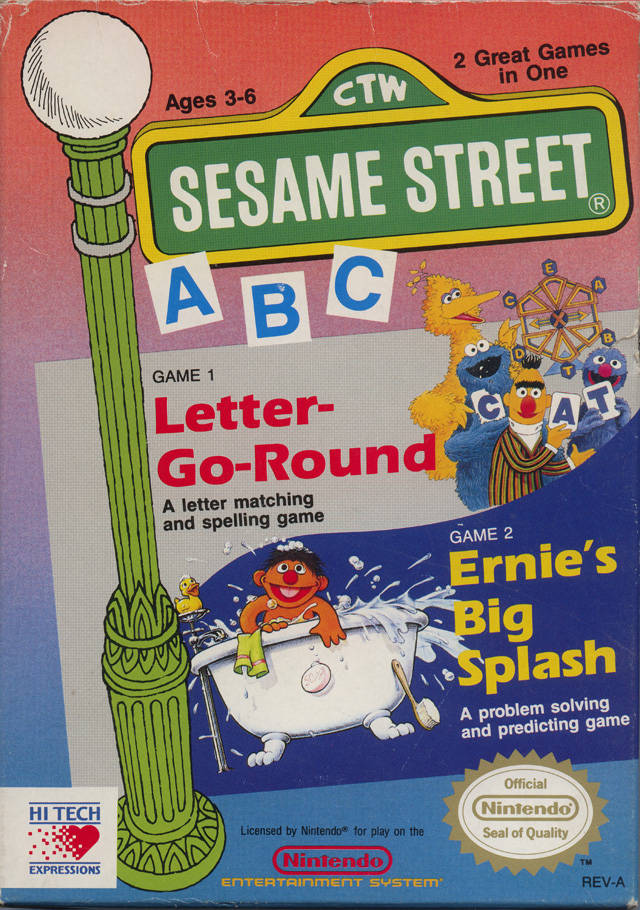 2 Great Games
in One
Ages 3-6
CTW
SESAME STREET®
A B C
GAME 1
Letter-
Go-Round
A letter matching
and spelling game
C E A
D T B
C A T
GAME 2
Ernie's
Big
Splash
A problem solving
and predicting game
SOAP
HI TECH
EXPRESSIONS
Licensed by Nintendo® for play on the
Nintendo
ENTERTAINMENT SYSTEM™
Official
Nintendo®
Seal of Quality
TM
REV-A